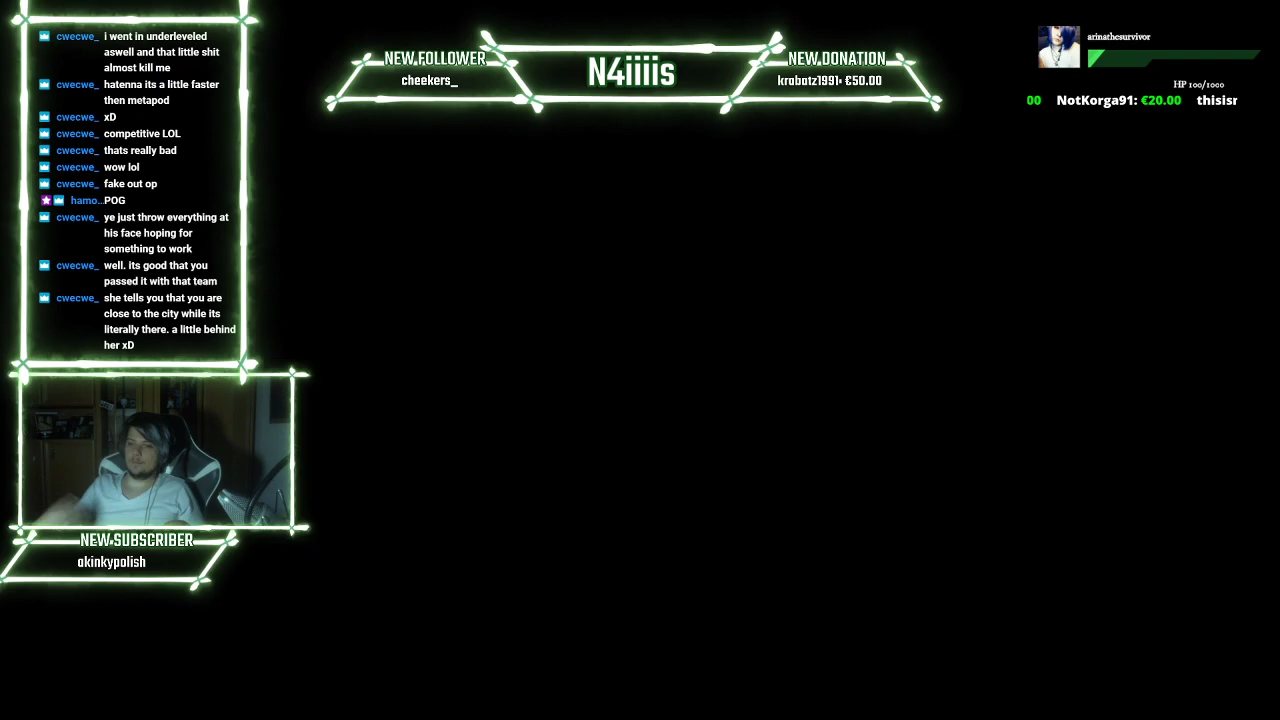 cwecwe_ i went in underleveled
aswell and that little shit
almost kill me
cwecwe_ hatenna its a little faster
then metapod
cwecwe_ xD
cwecwe_ competitive LOL
cwecwe_ thats really bad
cwecwe_ wow lol
cwecwe_ fake out op
hamo... POG
cwecwe_ ye just throw everything at
his face hoping for
something to work
cwecwe_ well. its good that you
passed it with that team
cwecwe_ she tells you that you are
close to the city while its
literally there. a little behind
her xD
NEW FOLLOWER
cheekers_
N4iiiis
NEW DONATION
krabatz1991: €50.00
arinathesurvivor
HP 100/1000
00 NotKorga91: €20.00 thisisr
NEW SUBSCRIBER
akinkypolish